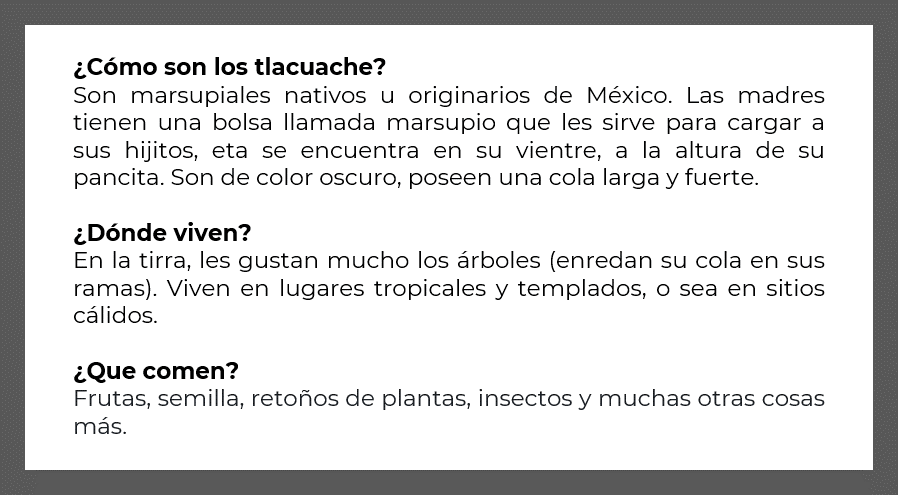 ¿Cómo son los tlacuache?
Son marsupiales nativos u originarios de México. Las madres
tienen una bolsa llamada marsupio que les sirve para cargar a
sus hijitos, eta se encuentra en su vientre, a la altura de su
pancita. Son de color oscuro, poseen una cola larga y fuerte.
¿Dónde viven?
En la tirra, les gustan mucho los árboles (enredan su cola en sus
ramas). Viven en lugares tropicales y templados, o sea en sitios
cálidos.
¿Que comen?
Frutas, semilla, retoños de plantas, insectos y muchas otras cosas
más.